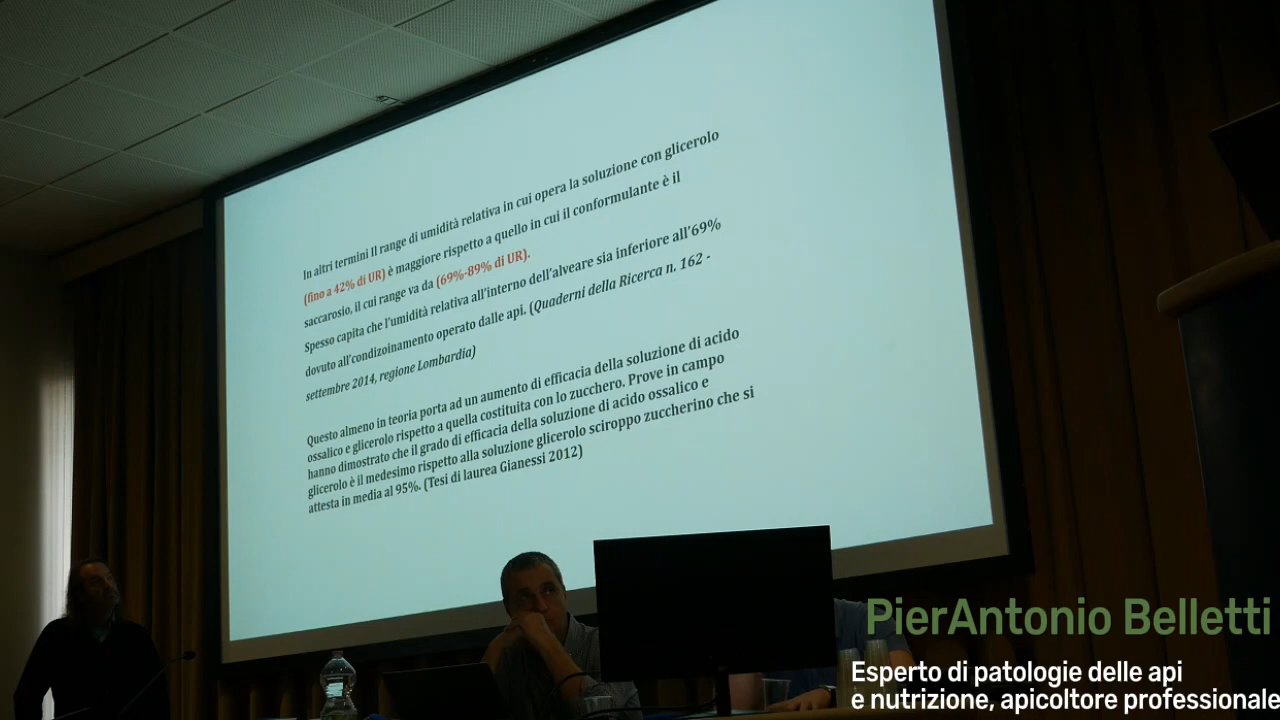 In altri termini Il range di umidità relativa in cui opera la soluzione con glicerolo
(fino a 42% di UR) è maggiore rispetto a quello in cui il conformulante è il
saccarosio, il cui range va da (69%-89% di UR).
Spesso capita che l'umidità relativa all'interno dell'alveare sia inferiore all'69%
dovuto all'condizoinamento operato dalle api. (Quaderni della Ricerca n. 162 -
settembre 2014, regione Lombardia)
Questo almeno in teoria porta ad un aumento di efficacia della soluzione di acido
ossalico e glicerolo rispetto a quella costituita con lo zucchero. Prove in campo
hanno dimostrato che il grado di efficacia della soluzione di acido ossalico e
glicerolo è il medesimo rispetto alla soluzione glicerolo sciroppo zuccherino che si
attesta in media al 95%. (Tesi di laurea Gianessi 2012)
PierAntonio Belletti
Esperto di patologie delle api
e nutrizione, apicoltore professionale